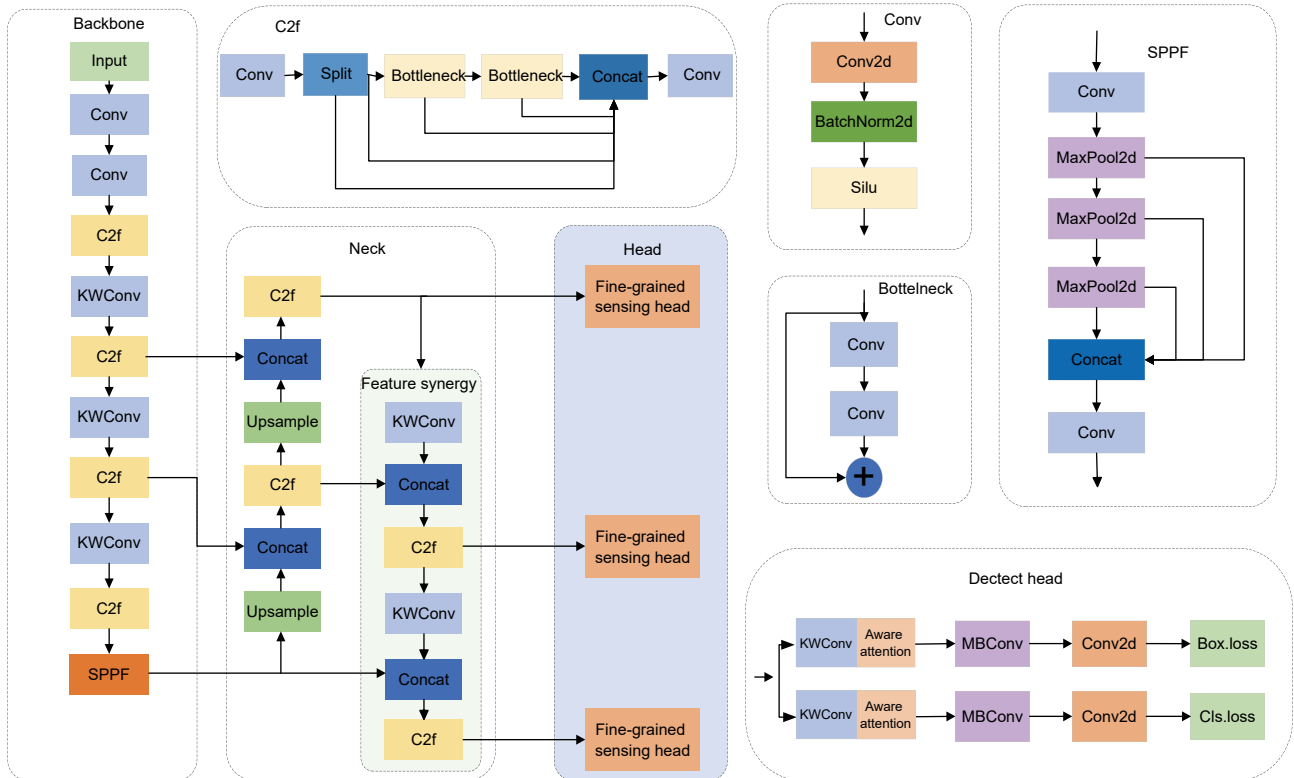 Backbone
Input
Conv
Conv
C2f
KWConv
C2f
KWConv
C2f
KWConv
C2f
SPPF
C2f
Conv
Split
Bottleneck
Bottleneck
Concat
Conv
Neck
C2f
Concat
Upsample
C2f
Concat
Upsample
Feature synergy
KWConv
Concat
C2f
KWConv
Concat
C2f
Head
Fine-grained
sensing head
Fine-grained
sensing head
Fine-grained
sensing head
Conv
Conv2d
BatchNorm2d
Silu
Bottelneck
Conv
Conv
+
SPPF
Conv
MaxPool2d
MaxPool2d
MaxPool2d
Concat
Conv
Dectect head
KWConv
Aware
attention
MBConv
Conv2d
Box.loss
KWConv
Aware
attention
MBConv
Conv2d
Cls.loss